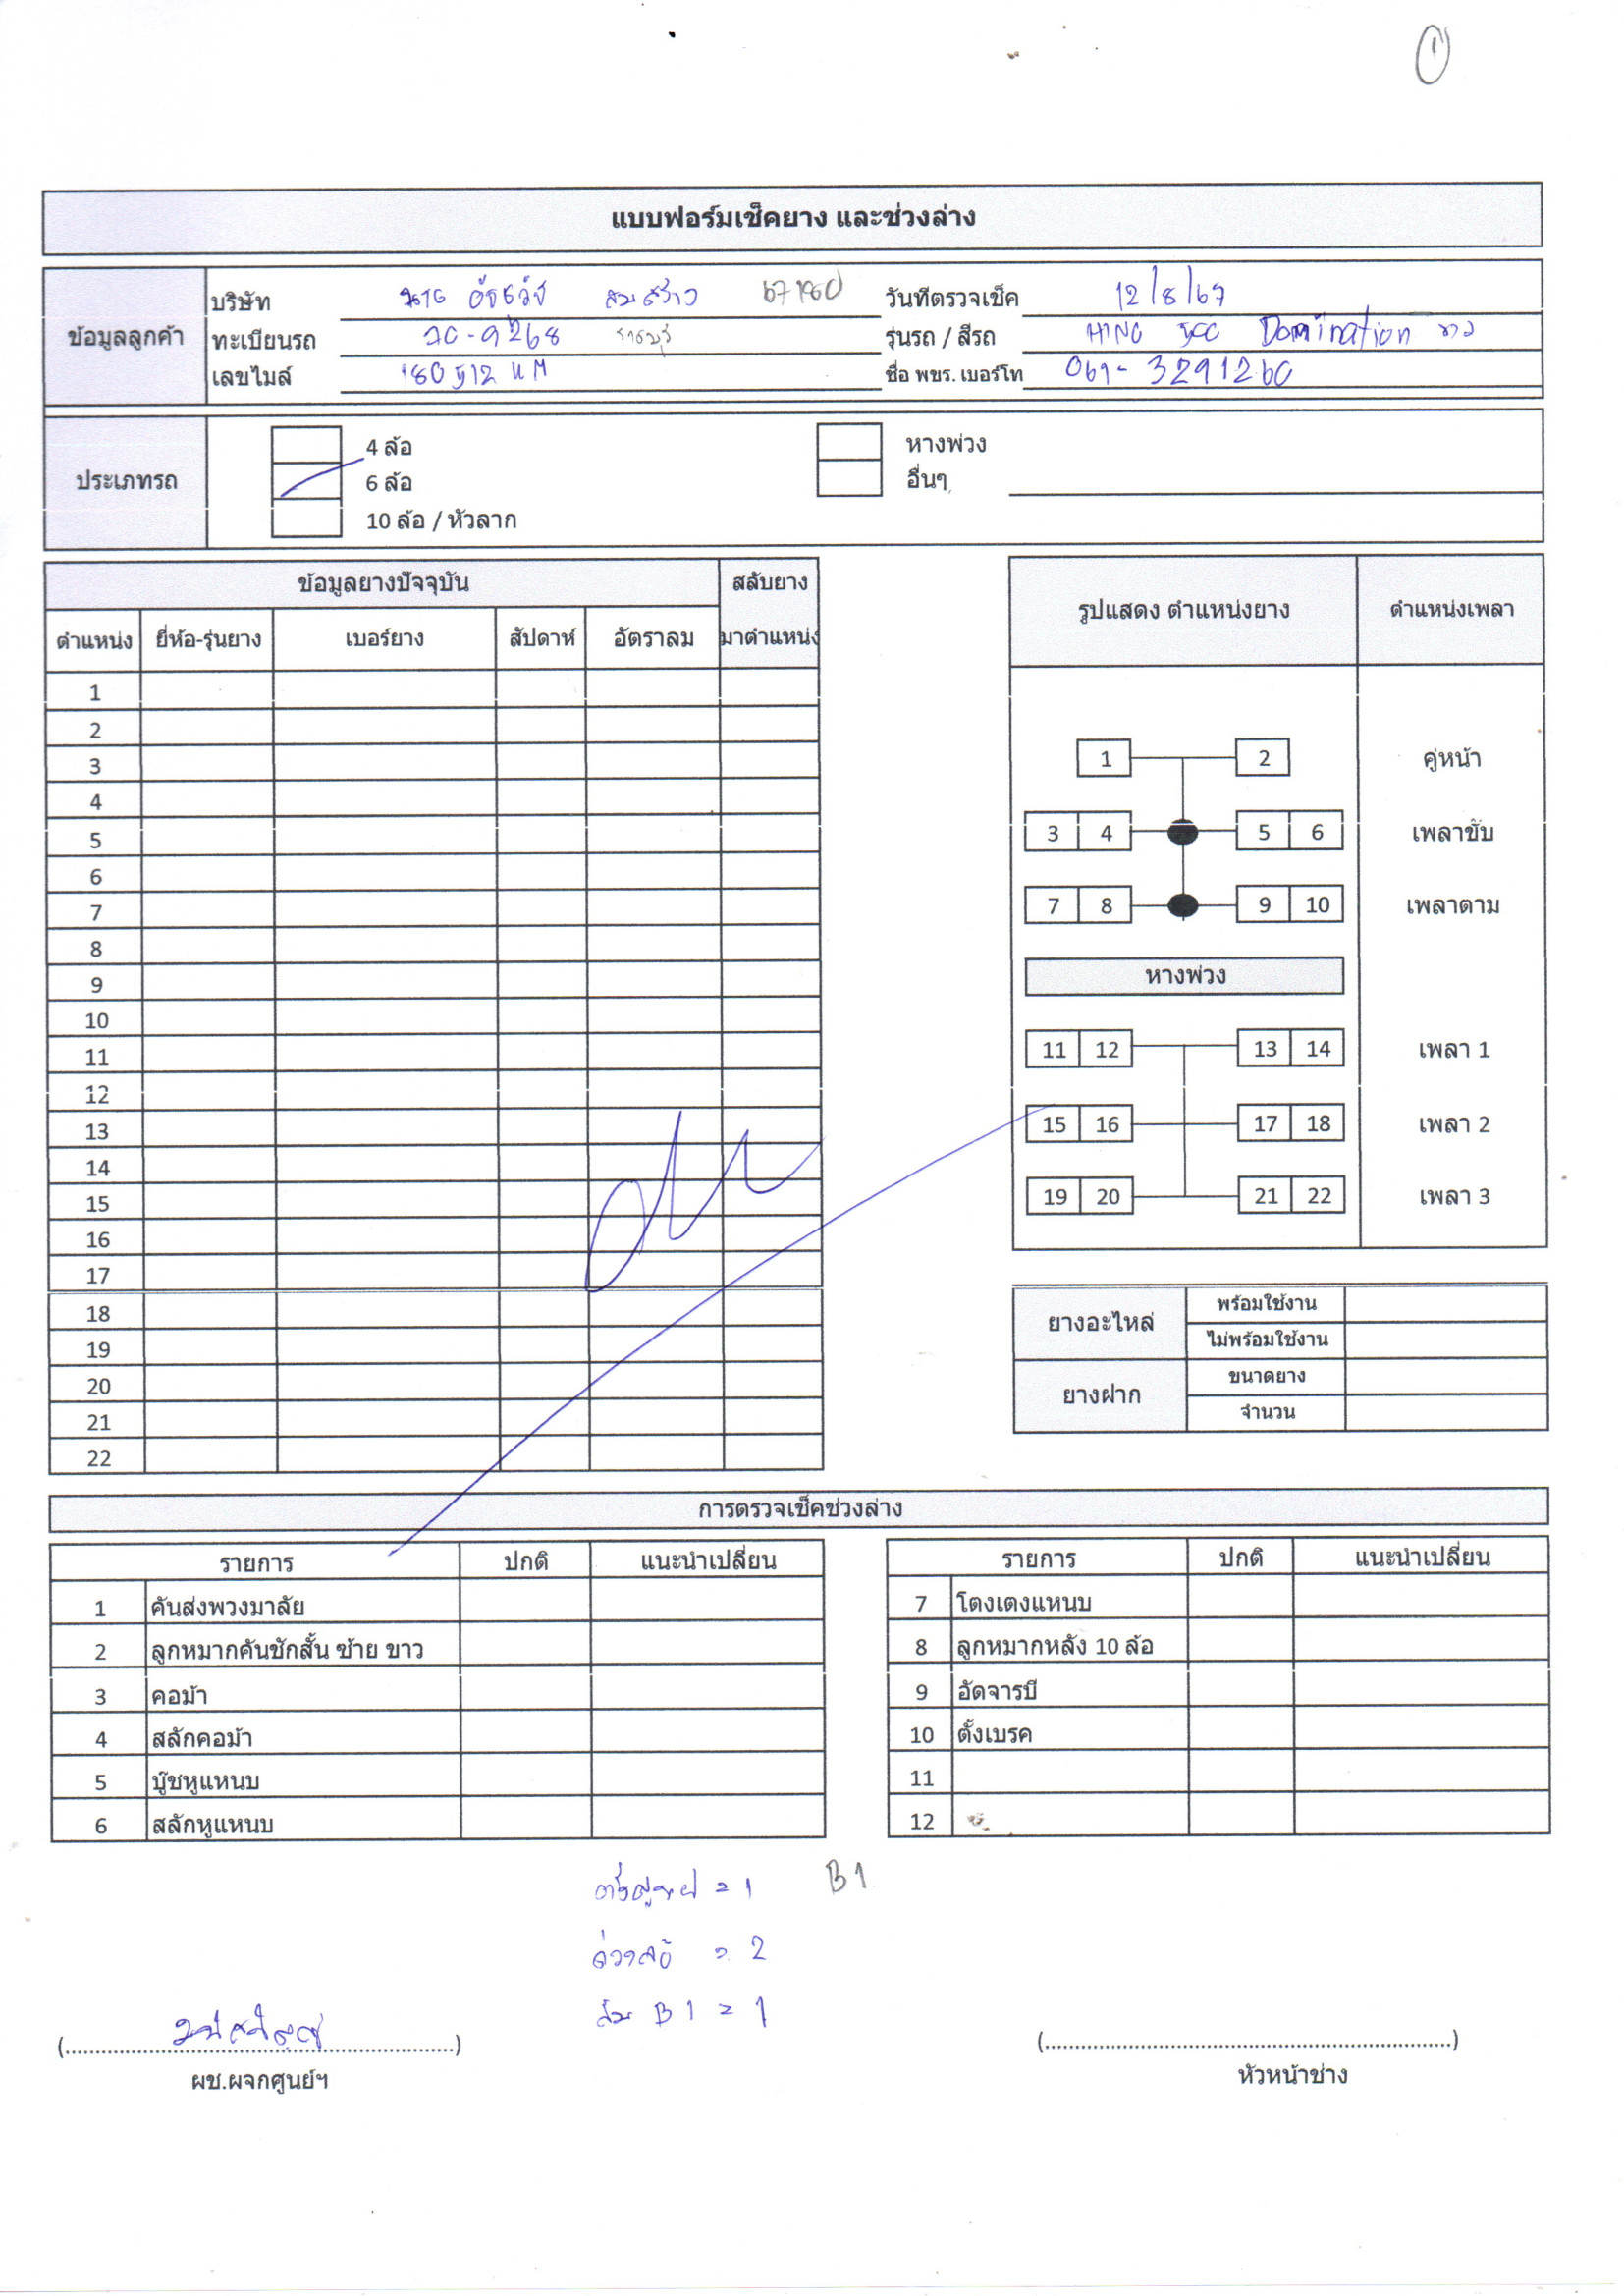 1
แบบฟอร์มเช็คยาง และช่วงล่าง
ข้อมูลลูกค้า
บริษัท นาย 67180 วันที่ตรวจเช็ค 12/8/67
ทะเบียนรถ ราชบุรี รุ่นรถ / สีรถ HINO Domination ขาว
เลขไมล์ 180512 KM ชื่อ พขร. เบอร์โท 061-3291260
ประเภทรถ
4 ล้อ หางพ่วง
6 ล้อ อื่นๆ
10 ล้อ / หัวลาก
ข้อมูลยางปัจจุบัน สลับยาง
ตำแหน่ง ยี่ห้อ-รุ่นยาง เบอร์ยาง สัปดาห์ อัตราลม มาตำแหน่ง
1
2
3
4
5
6
7
8
9
10
11
12
13
14
15
16
17
18
19
20
21
22
รูปแสดง ตำแหน่งยาง ตำแหน่งเพลา
1 2 คู่หน้า
3 4 5 6 เพลาขับ
7 8 9 10 เพลาตาม
หางพ่วง
11 12 13 14 เพลา 1
15 16 17 18 เพลา 2
19 20 21 22 เพลา 3
ยางอะไหล่ พร้อมใช้งาน
ไม่พร้อมใช้งาน
ยางฝาก ขนาดยาง
จำนวน
การตรวจเช็คช่วงล่าง
รายการ ปกติ แนะนำเปลี่ยน
1 คันส่งพวงมาลัย
2 ลูกหมากคันชักสั้น ซ้าย ขาว
3 คอม้า
4 สลักคอม้า
5 บู๊ชหูแหนบ
6 สลักหูแหนบ
รายการ ปกติ แนะนำเปลี่ยน
7 โตงเตงแหนบ
8 ลูกหมากหลัง 10 ล้อ
9 อัดจารบี
10 ตั้งเบรค
11
12
ตั้งศูนย์ = 1 B1
ถ่วงล้อ = 2
B1 = 1
(..........) (..........)
ผช.ผจกศูนย์ฯ หัวหน้าช่าง